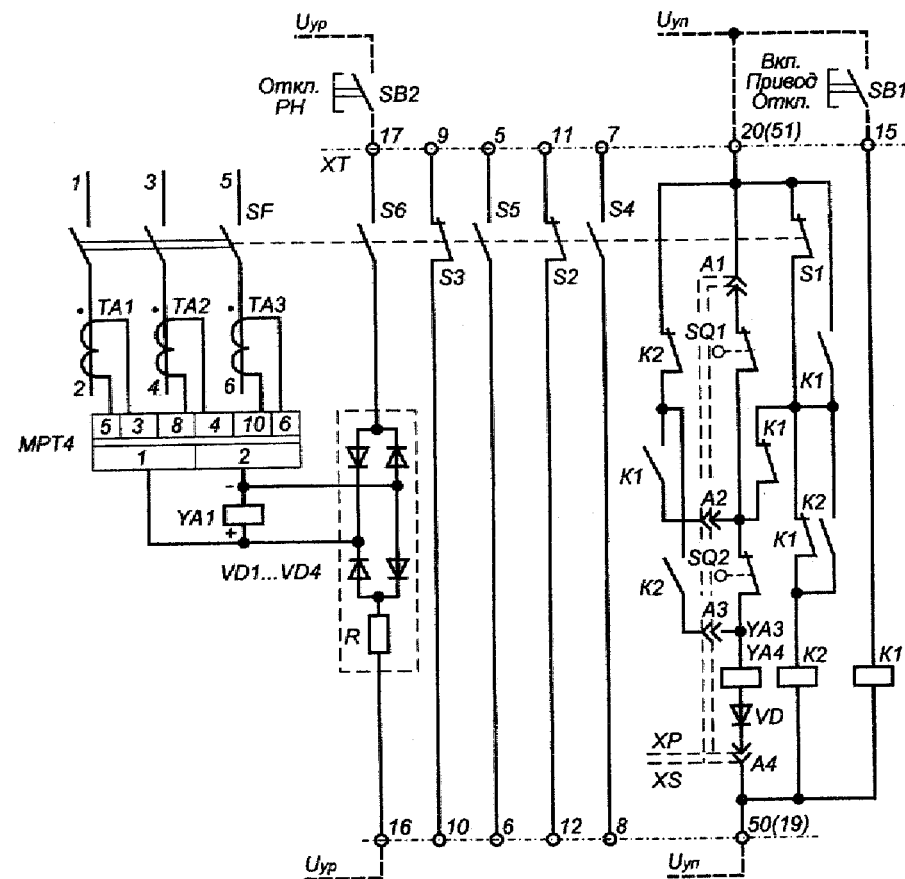 Uур
Uуп
Откл.
РН
SB2
Вкл.
Привод
Откл.
SB1
17
9
5
11
7
20(51)
15
XT
1
3
5
SF
S6
S3
S5
S2
S4
S1
A1
TA1
TA2
TA3
K2
SQ1
K1
2
4
6
5
3
8
4
10
6
MPT4
1
2
K1
K1
A2
K2
K1
-
YA1
+
SQ2
VD1...VD4
K2
A3
YA3
R
YA4
K2
K1
VD
XP
XS
A4
16
10
6
12
8
50(19)
Uур
Uуп